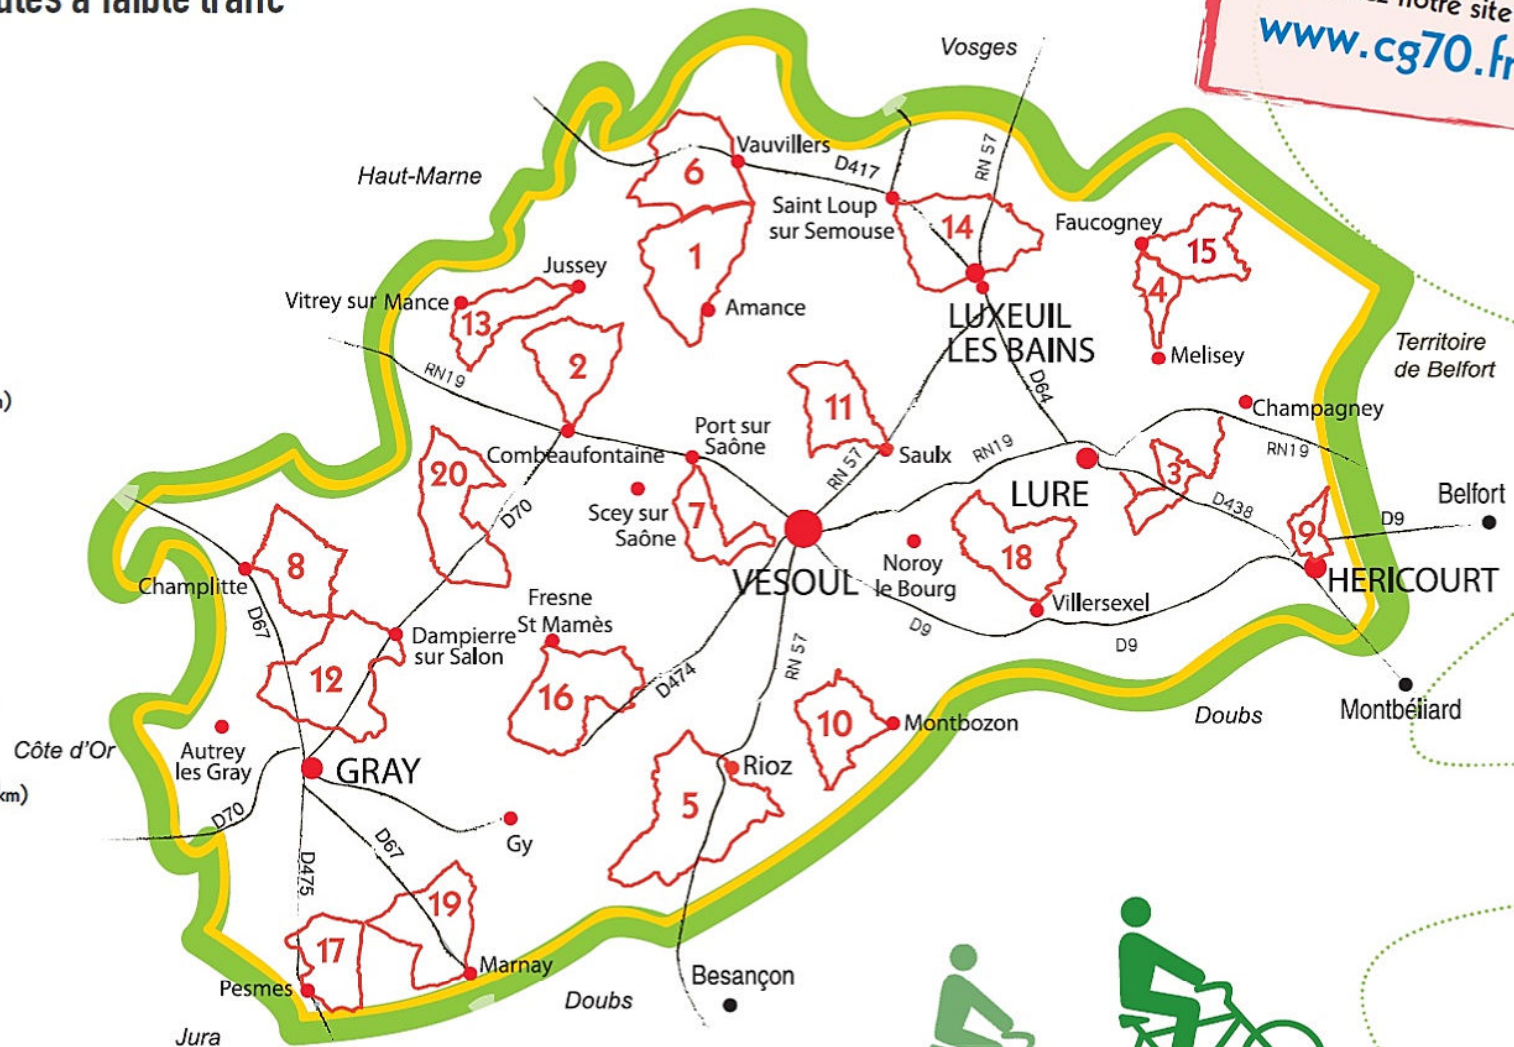 utes à faible trafic
notre site
www.cg70.fr
Vosges
Haut-Marne
Vauvillers
D417
RN 57
6
Saint Loup
sur Semouse
14
Faucogney
15
1
4
Jussey
Vitrey sur Mance
13
Amance
LUXEUIL
LES BAINS
Melisey
Territoire
de Belfort
2
RN19
11
D64
Champagney
RN19
Port sur
Saône
Combeaufontaine
Saulx
RN 57
RN19
20
LURE
3
D438
Belfort
D9
9
Scey sur
Saône
7
D70
8
Champlitte
VESOUL
Noroy
le Bourg
18
HERICOURT
Villersexel
D9
D9
D67
Fresne
St Mamès
Dampierre
sur Salon
12
16
D474
RN 57
10
Montbozon
Doubs
Montbéliard
Côte d'Or
Autrey
les Gray
GRAY
Rioz
5
km)
D70
D67
Gy
D475
19
17
Marnay
Pesmes
Besançon
Doubs
Jura